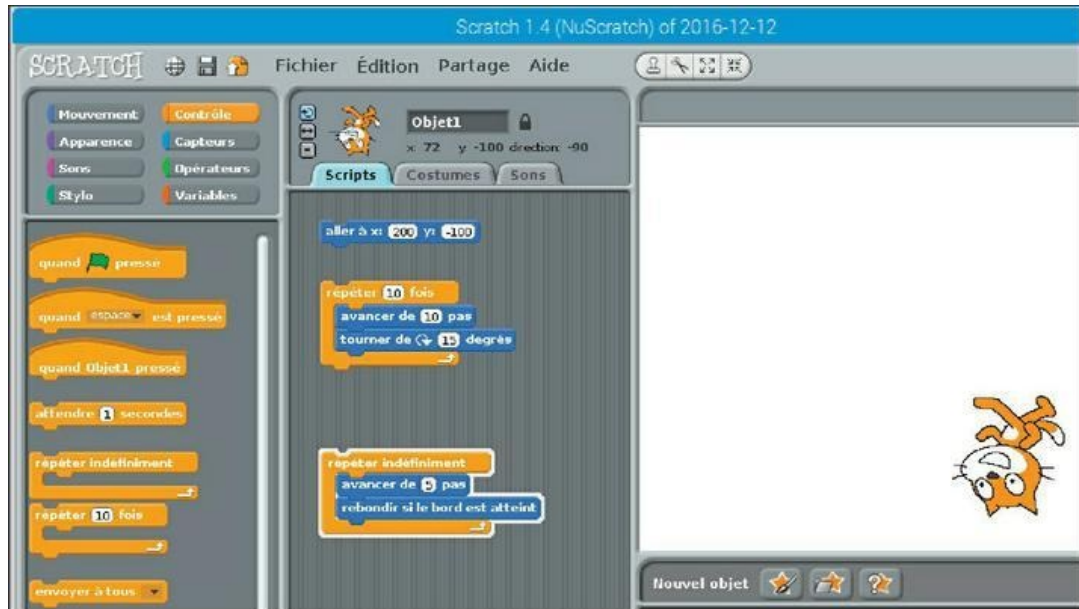 Scratch 1.4 (NuScratch) of 2016-12-12
SCRATCH Fichier Édition Partage Aide
Mouvement Contrôle
Apparence Capteurs
Sons Opérateurs
Stylo Variables
quand pressé
quand espace est pressé
quand Objet1 pressé
attendre 1 secondes
répéter indéfiniment
répéter 10 fois
envoyer à tous
Objet1
x: 72 y -100 direction: -90
Scripts Costumes Sons
aller à x: 200 y: -100
répéter 10 fois
avancer de 10 pas
tourner de 15 degrés
répéter indéfiniment
avancer de 5 pas
rebondir si le bord est atteint
Nouvel objet